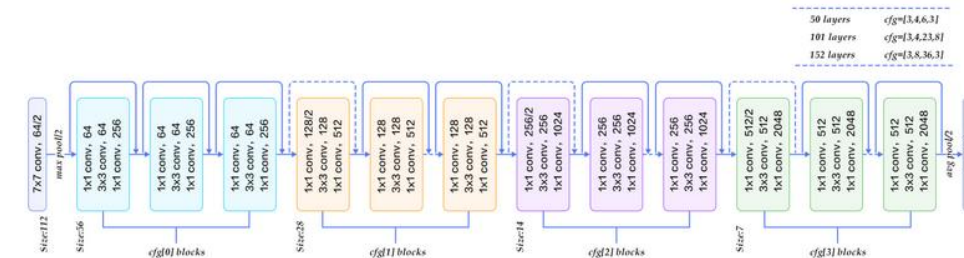 50 layers cfg=[3,4,6,3]
101 layers cfg=[3,4,23,8]
152 layers cfg=[3,8,36,3]
7x7 conv, 64/2
max pool/2
1x1 conv, 64
3x3 conv, 64
1x1 conv, 256
1x1 conv, 64
3x3 conv, 64
1x1 conv, 256
1x1 conv, 64
3x3 conv, 64
1x1 conv, 256
1x1 conv, 128/2
3x3 conv, 128
1x1 conv, 512
1x1 conv, 128
3x3 conv, 128
1x1 conv, 512
1x1 conv, 128
3x3 conv, 128
1x1 conv, 512
1x1 conv, 256/2
3x3 conv, 256
1x1 conv, 1024
1x1 conv, 256
3x3 conv, 256
1x1 conv, 1024
1x1 conv, 256
3x3 conv, 256
1x1 conv, 1024
1x1 conv, 512/2
3x3 conv, 512
1x1 conv, 2048
1x1 conv, 512
3x3 conv, 512
1x1 conv, 2048
1x1 conv, 512
3x3 conv, 512
1x1 conv, 2048
avg pool/2
Size:112
Size:56
Size:28
Size:14
Size:7
cfg[0] blocks
cfg[1] blocks
cfg[2] blocks
cfg[3] blocks